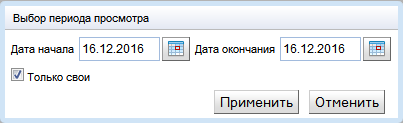 Выбор периода просмотра
Дата начала 16.12.2016 Дата окончания 16.12.2016
Только свои
Применить Отменить